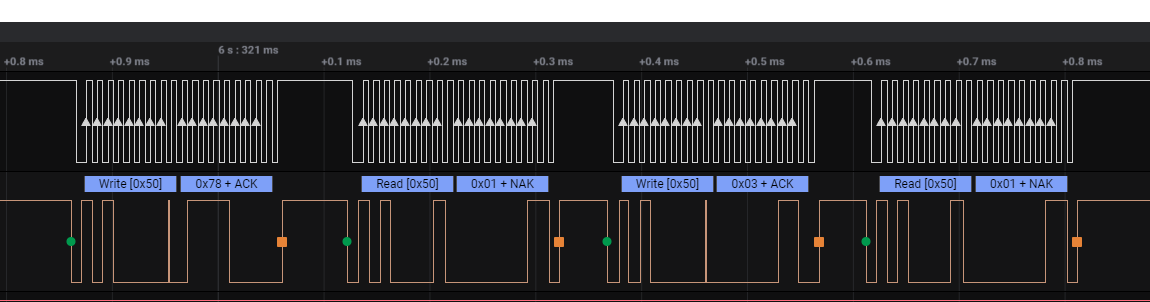 6 s : 321 ms
+0.8 ms +0.9 ms +0.1 ms +0.2 ms +0.3 ms +0.4 ms +0.5 ms +0.6 ms +0.7 ms +0.8 ms
Write [0x50] 0x78 + ACK Read [0x50] 0x01 + NAK Write [0x50] 0x03 + ACK Read [0x50] 0x01 + NAK